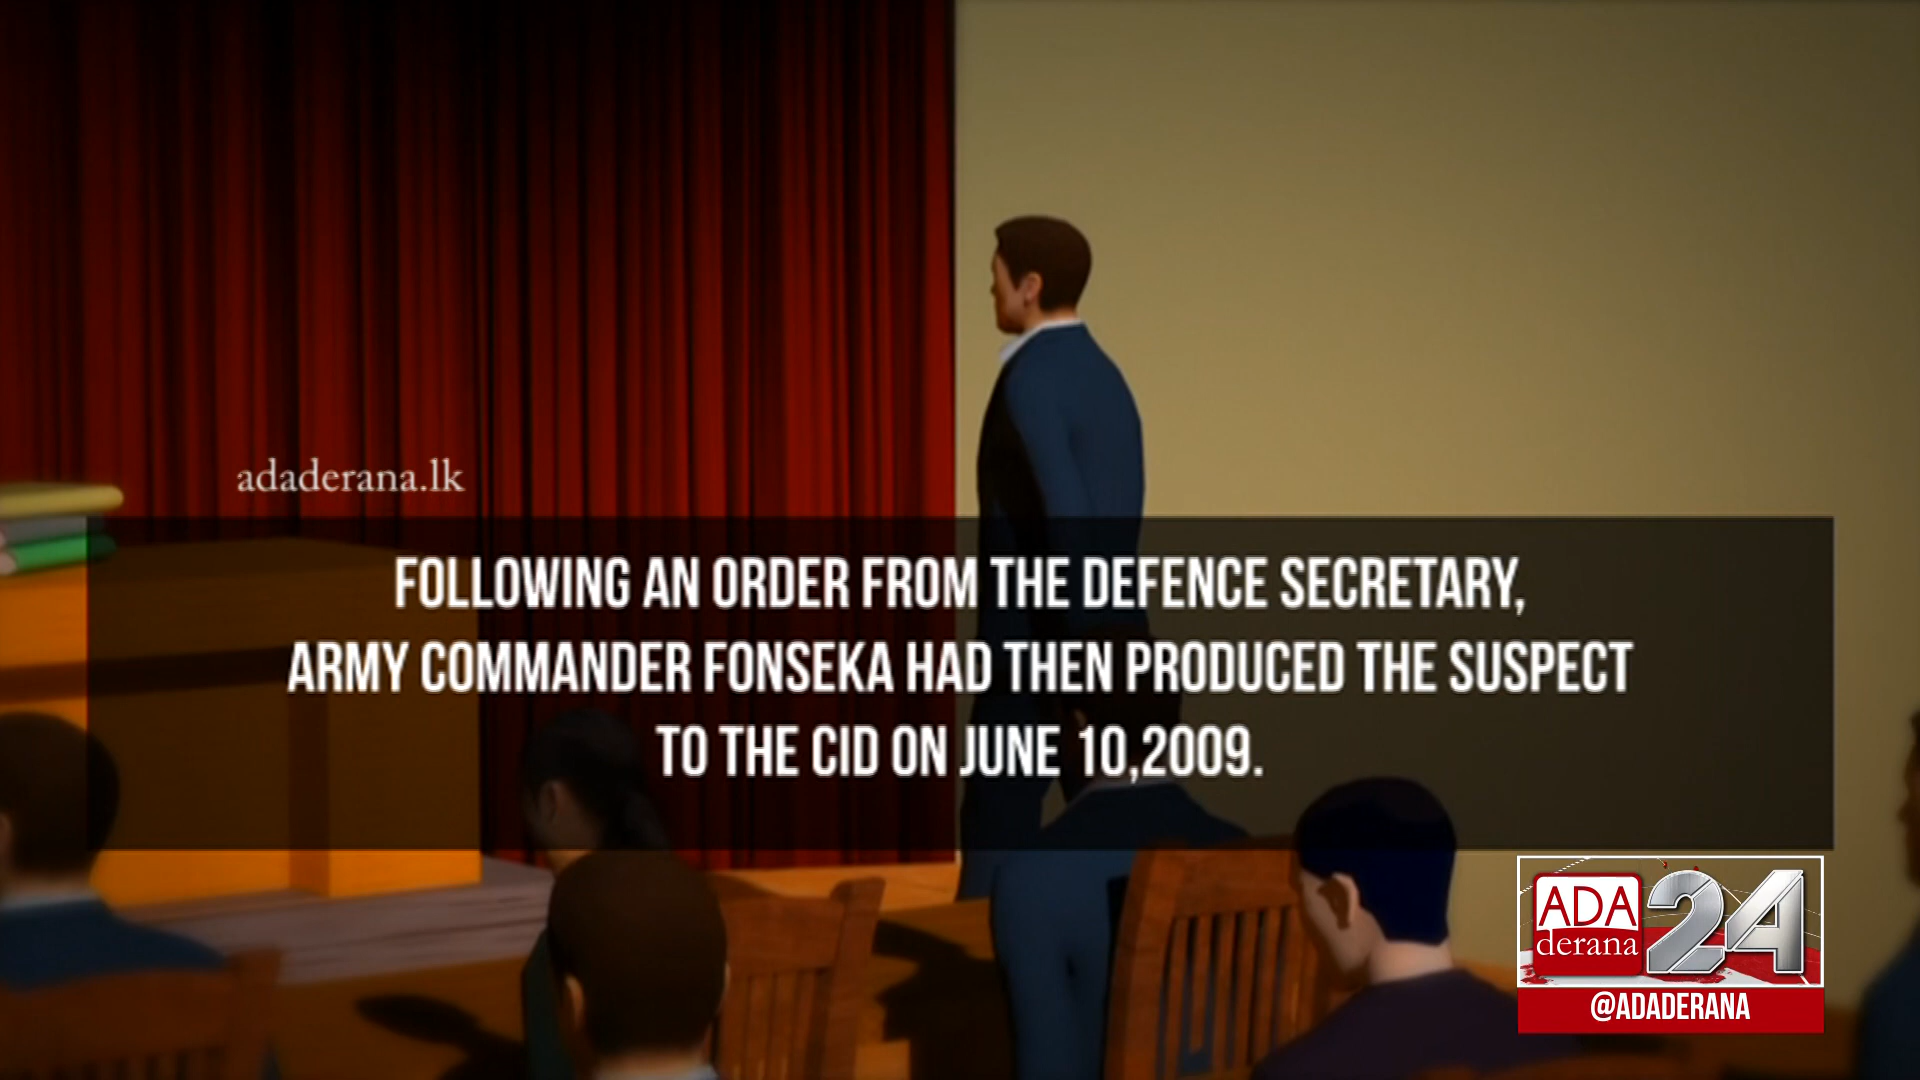 adaderana.lk
FOLLOWING AN ORDER FROM THE DEFENCE SECRETARY,
ARMY COMMANDER FONSEKA HAD THEN PRODUCED THE SUSPECT
TO THE CID ON JUNE 10,2009.
ADA
derana
24
@ADADERANA